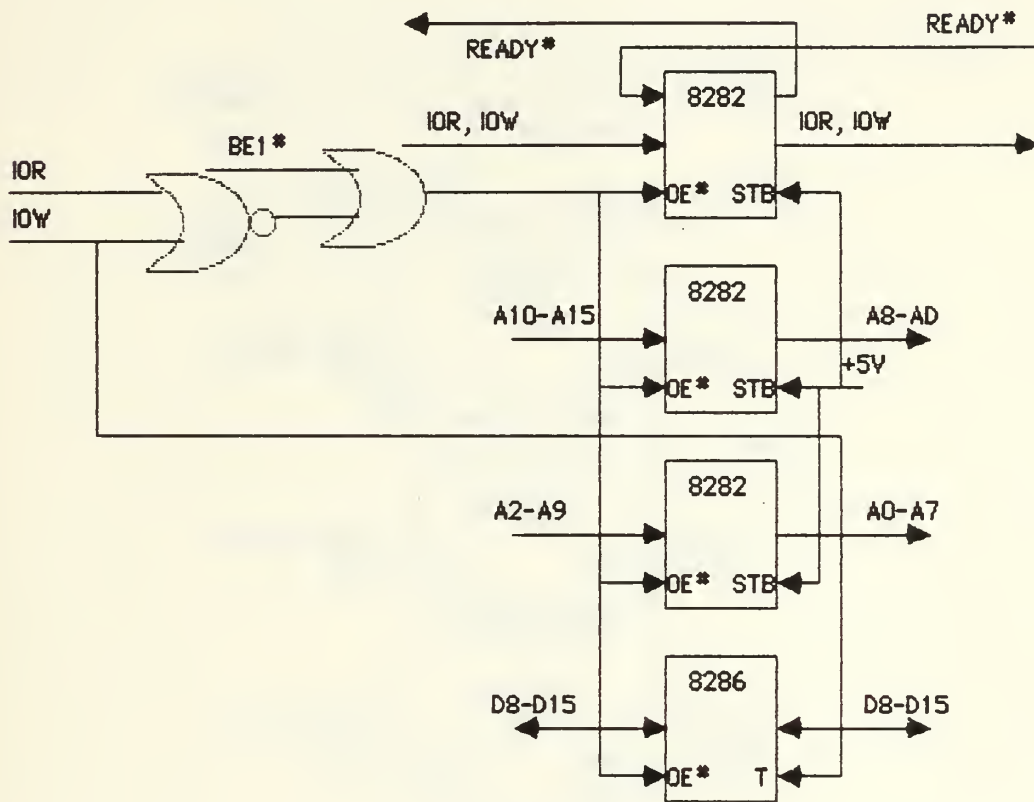 READY*
READY*
8282
IOR, IOW
IOR, IOW
BE1*
IOR
IOW
OE* STB
8282
A10-A15
A8-AD
+5V
OE* STB
8282
A2-A9
A0-A7
OE* STB
8286
D8-D15
D8-D15
OE* T